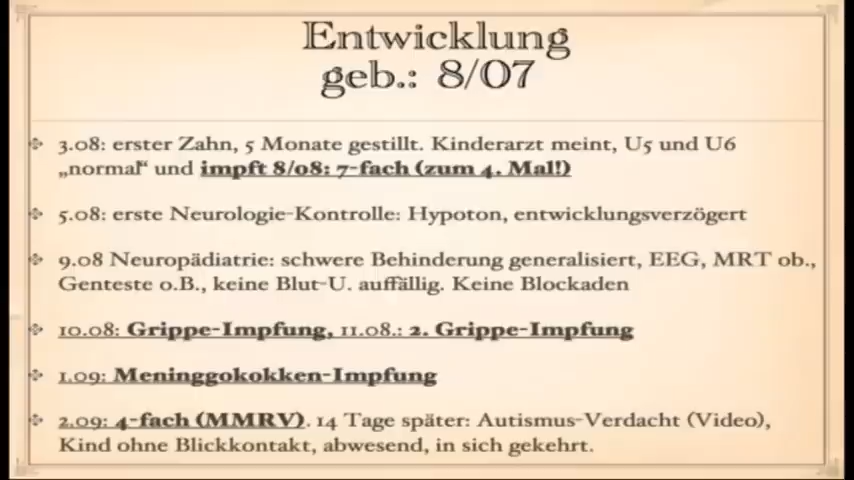 Entwicklung
geb.: 8/07
3.08: erster Zahn, 5 Monate gestillt. Kinderarzt meint, U5 und U6
„normal“ und impft 8/08: 7-fach (zum 4. Mal!)
5.08: erste Neurologie-Kontrolle: Hypoton, entwicklungsverzögert
9.08 Neuropädiatrie: schwere Behinderung generalisiert, EEG, MRT ob.,
Genteste o.B., keine Blut-U. auffällig. Keine Blockaden
10.08: Grippe-Impfung, 11.08.: 2. Grippe-Impfung
1.09: Meninggokokken-Impfung
2.09: 4-fach (MMRV). 14 Tage später: Autismus-Verdacht (Video),
Kind ohne Blickkontakt, abwesend, in sich gekehrt.